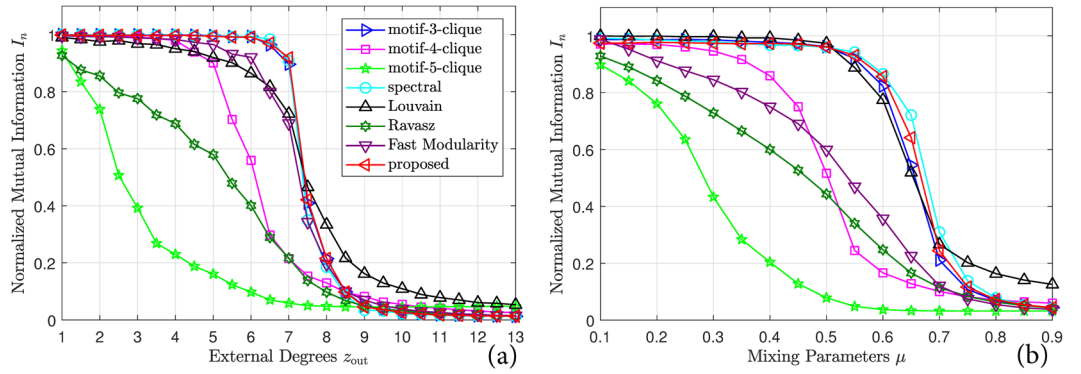 Normalized Mutual Information I_n
1
0.8
0.6
0.4
0.2
0
1 2 3 4 5 6 7 8 9 10 11 12 13
External Degrees z_out
(a)
motif-3-clique
motif-4-clique
motif-5-clique
spectral
Louvain
Ravasz
Fast Modularity
proposed
Normalized Mutual Information I_n
1
0.8
0.6
0.4
0.2
0
0.1 0.2 0.3 0.4 0.5 0.6 0.7 0.8 0.9
Mixing Parameters μ
(b)